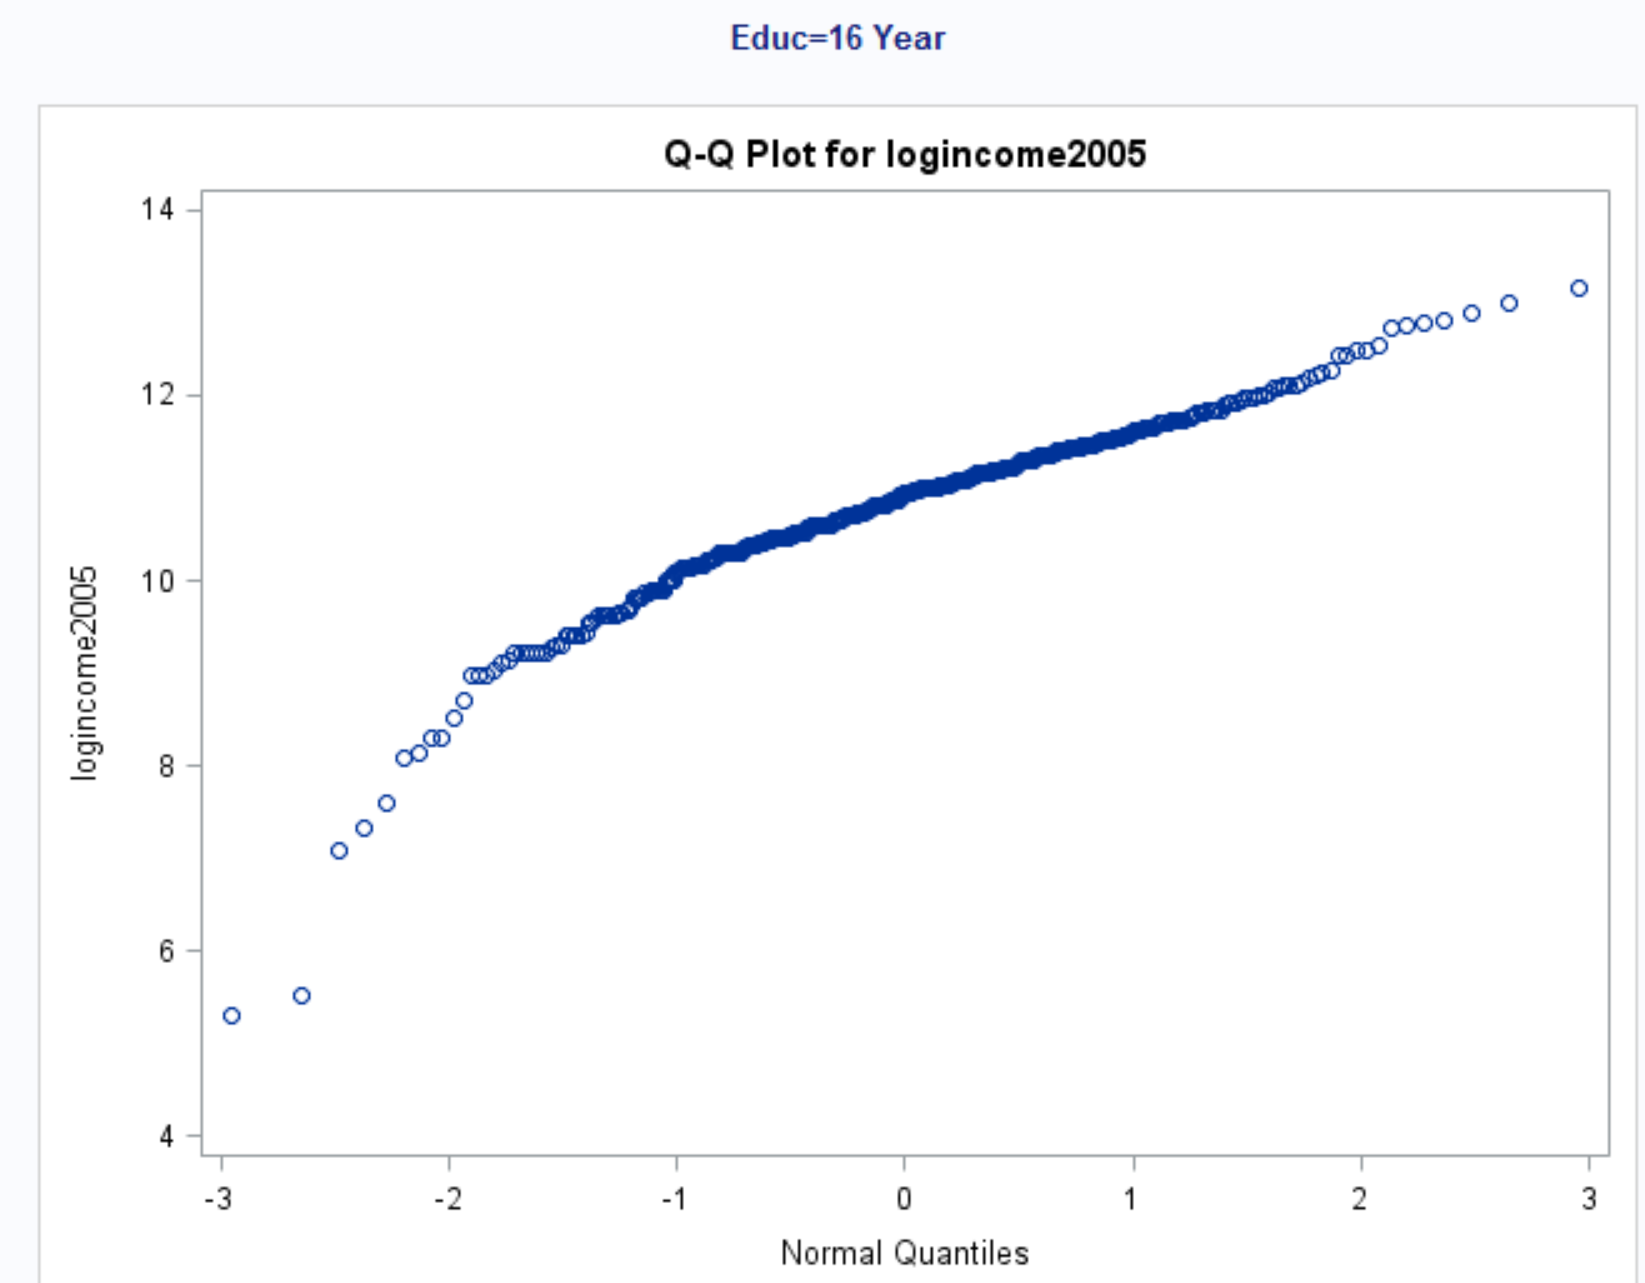 Educ=16 Year
Q-Q Plot for logincome2005
14
12
10
8
6
4
logincome2005
-3 -2 -1 0 1 2 3
Normal Quantiles